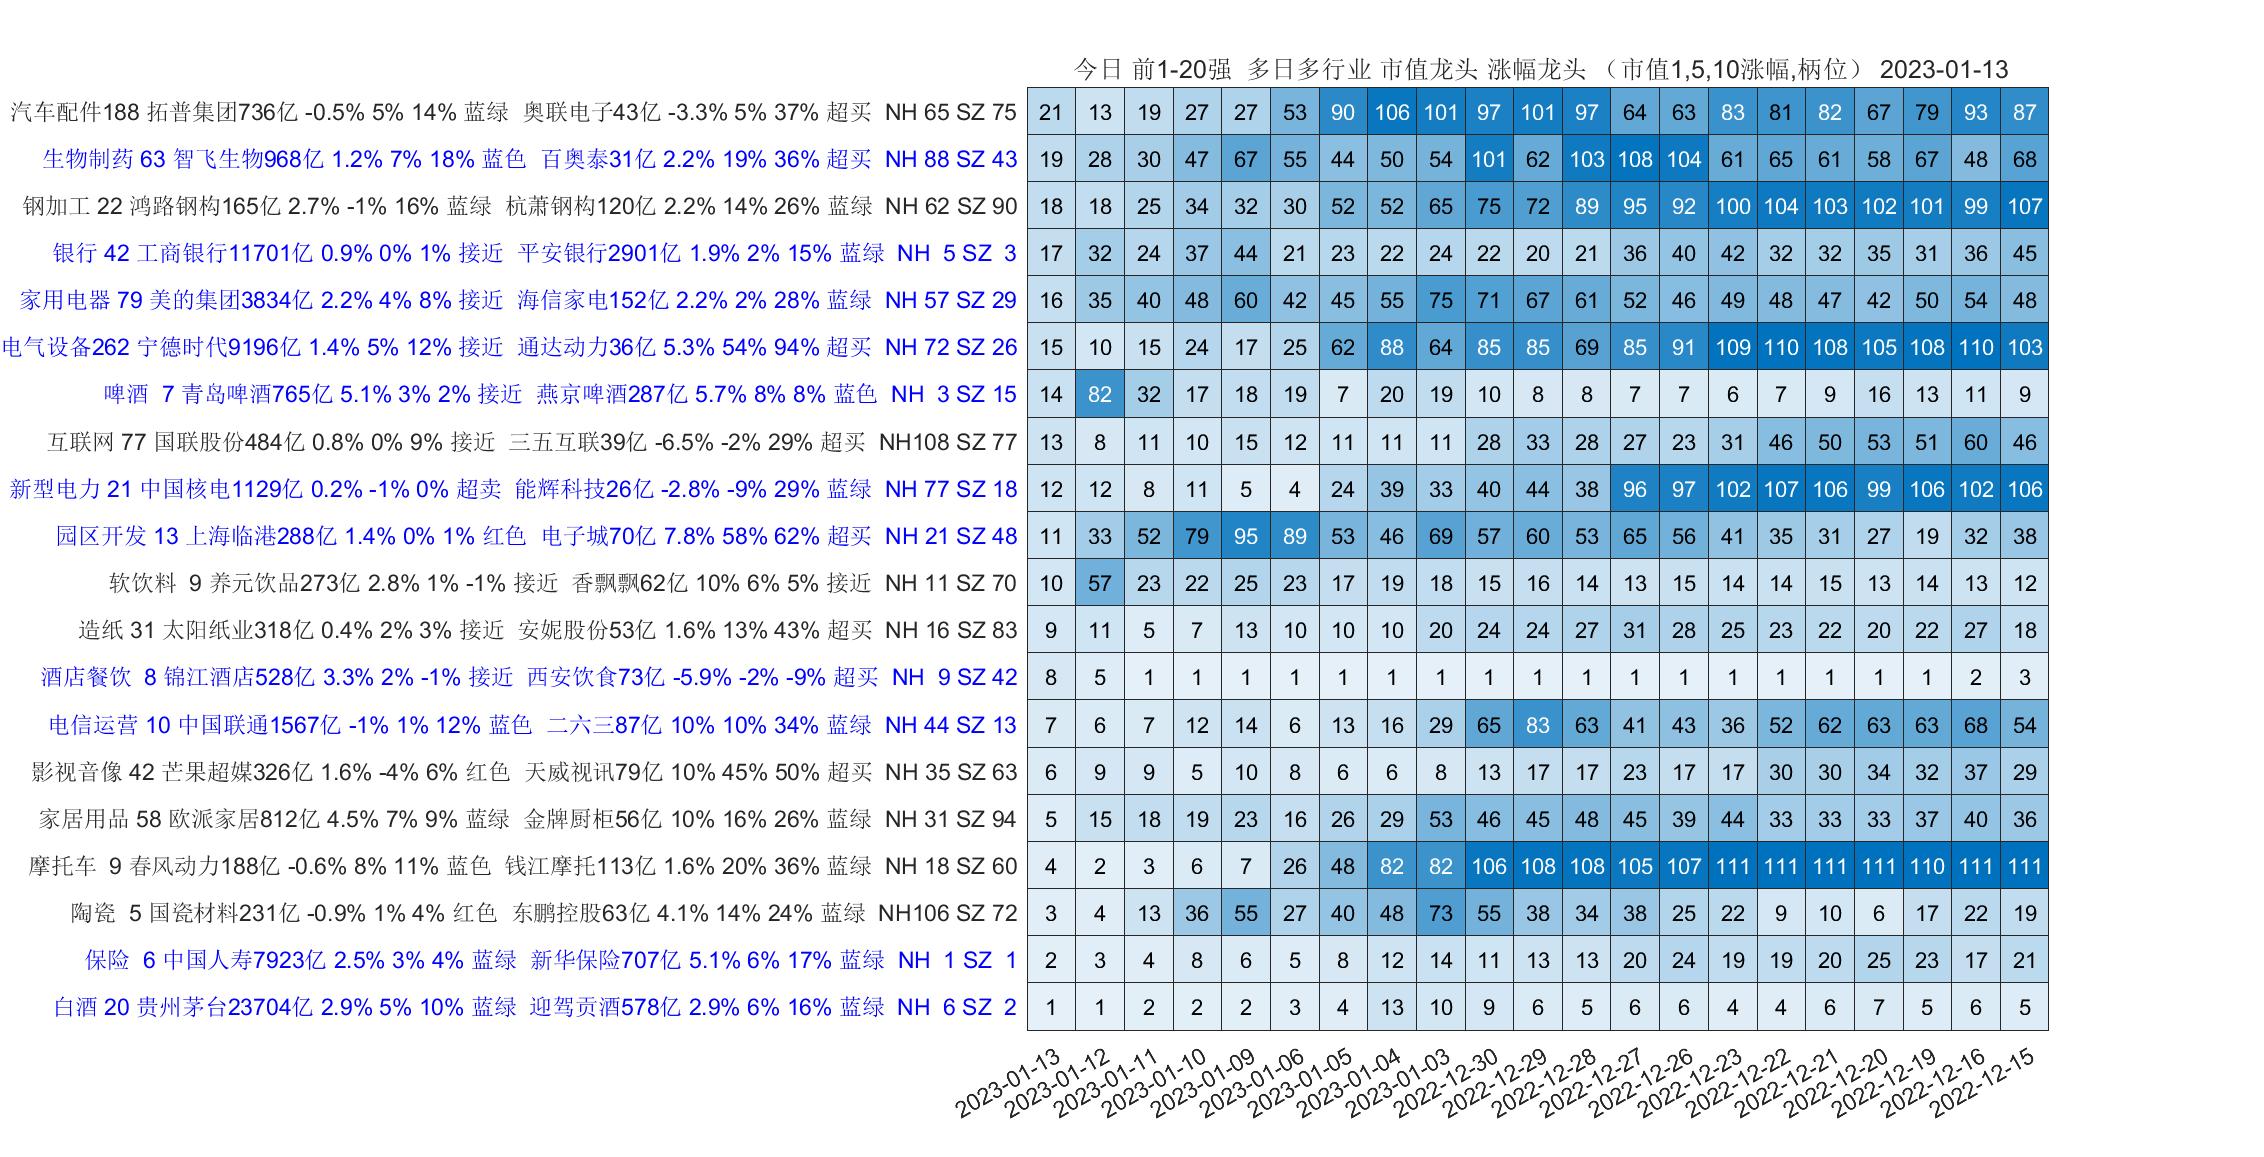 今日 前1-20强 多日多行业 市值龙头 涨幅龙头 （市值1,5,10涨幅,柄位） 2023-01-13
汽车配件188 拓普集团736亿 -0.5% 5% 14% 蓝绿 奥联电子43亿 -3.3% 5% 37% 超买 NH 65 SZ 75 21 13 19 27 27 53 90 106 101 97 101 97 64 63 83 81 82 67 79 93 87
生物制药 63 智飞生物968亿 1.2% 7% 18% 蓝色 百奥泰31亿 2.2% 19% 36% 超买 NH 88 SZ 43 19 28 30 47 67 55 44 50 54 101 62 103 108 104 61 65 61 58 67 48 68
钢加工 22 鸿路钢构165亿 2.7% -1% 16% 蓝绿 杭萧钢构120亿 2.2% 14% 26% 蓝绿 NH 62 SZ 90 18 18 25 34 32 30 52 52 65 75 72 89 95 92 100 104 103 102 101 99 107
银行 42 工商银行11701亿 0.9% 0% 1% 接近 平安银行2901亿 1.9% 2% 15% 蓝绿 NH 5 SZ 3 17 32 24 37 44 21 23 22 24 22 20 21 36 40 42 32 32 35 31 36 45
家用电器 79 美的集团3834亿 2.2% 4% 8% 接近 海信家电152亿 2.2% 2% 28% 蓝绿 NH 57 SZ 29 16 35 40 48 60 42 45 55 75 71 67 61 52 46 49 48 47 42 50 54 48
电气设备262 宁德时代9196亿 1.4% 5% 12% 接近 通达动力36亿 5.3% 54% 94% 超买 NH 72 SZ 26 15 10 15 24 17 25 62 88 64 85 85 69 85 91 109 110 108 105 108 110 103
啤酒 7 青岛啤酒765亿 5.1% 3% 2% 接近 燕京啤酒287亿 5.7% 8% 8% 蓝色 NH 3 SZ 15 14 82 32 17 18 19 7 20 19 10 8 8 7 7 6 7 9 16 13 11 9
互联网 77 国联股份484亿 0.8% 0% 9% 接近 三五互联39亿 -6.5% -2% 29% 超买 NH108 SZ 77 13 8 11 10 15 12 11 11 11 28 33 28 27 23 31 46 50 53 51 60 46
新型电力 21 中国核电1129亿 0.2% -1% 0% 超卖 能辉科技26亿 -2.8% -9% 29% 蓝绿 NH 77 SZ 18 12 12 8 11 5 4 24 39 33 40 44 38 96 97 102 107 106 99 106 102 106
园区开发 13 上海临港288亿 1.4% 0% 1% 红色 电子城70亿 7.8% 58% 62% 超买 NH 21 SZ 48 11 33 52 79 95 89 53 46 69 57 60 53 65 56 41 35 31 27 19 32 38
软饮料 9 养元饮品273亿 2.8% 1% -1% 接近 香飘飘62亿 10% 6% 5% 接近 NH 11 SZ 70 10 57 23 22 25 23 17 19 18 15 16 14 13 15 14 14 15 13 14 13 12
造纸 31 太阳纸业318亿 0.4% 2% 3% 接近 安妮股份53亿 1.6% 13% 43% 超买 NH 16 SZ 83 9 11 5 7 13 10 10 10 20 24 24 27 31 28 25 23 22 20 22 27 18
酒店餐饮 8 锦江酒店528亿 3.3% 2% -1% 接近 西安饮食73亿 -5.9% -2% -9% 超买 NH 9 SZ 42 8 5 1 1 1 1 1 1 1 1 1 1 1 1 1 1 1 1 1 2 3
电信运营 10 中国联通1567亿 -1% 1% 12% 蓝色 二六三87亿 10% 10% 34% 蓝绿 NH 44 SZ 13 7 6 7 12 14 6 13 16 29 65 83 63 41 43 36 52 62 63 63 68 54
影视音像 42 芒果超媒326亿 1.6% -4% 6% 红色 天威视讯79亿 10% 45% 50% 超买 NH 35 SZ 63 6 9 9 5 10 8 6 6 8 13 17 17 23 17 17 30 30 34 32 37 29
家居用品 58 欧派家居812亿 4.5% 7% 9% 蓝绿 金牌厨柜56亿 10% 16% 26% 蓝绿 NH 31 SZ 94 5 15 18 19 23 16 26 29 53 46 45 48 45 39 44 33 33 33 37 40 36
摩托车 9 春风动力188亿 -0.6% 8% 11% 蓝色 钱江摩托113亿 1.6% 20% 36% 蓝绿 NH 18 SZ 60 4 2 3 6 7 26 48 82 82 106 108 108 105 107 111 111 111 111 110 111 111
陶瓷 5 国瓷材料231亿 -0.9% 1% 4% 红色 东鹏控股63亿 4.1% 14% 24% 蓝绿 NH106 SZ 72 3 4 13 36 55 27 40 48 73 55 38 34 38 25 22 9 10 6 17 22 19
保险 6 中国人寿7923亿 2.5% 3% 4% 蓝绿 新华保险707亿 5.1% 6% 17% 蓝绿 NH 1 SZ 1 2 3 4 8 6 5 8 12 14 11 13 13 20 24 19 19 20 25 23 17 21
白酒 20 贵州茅台23704亿 2.9% 5% 10% 蓝绿 迎驾贡酒578亿 2.9% 6% 16% 蓝绿 NH 6 SZ 2 1 1 2 2 2 3 4 13 10 9 6 5 6 6 4 4 6 7 5 6 5
2023-01-13 2023-01-12 2023-01-11 2023-01-10 2023-01-09 2023-01-06 2023-01-05 2023-01-04 2023-01-03 2022-12-30 2022-12-29 2022-12-28 2022-12-27 2022-12-26 2022-12-23 2022-12-22 2022-12-21 2022-12-20 2022-12-19 2022-12-16 2022-12-15